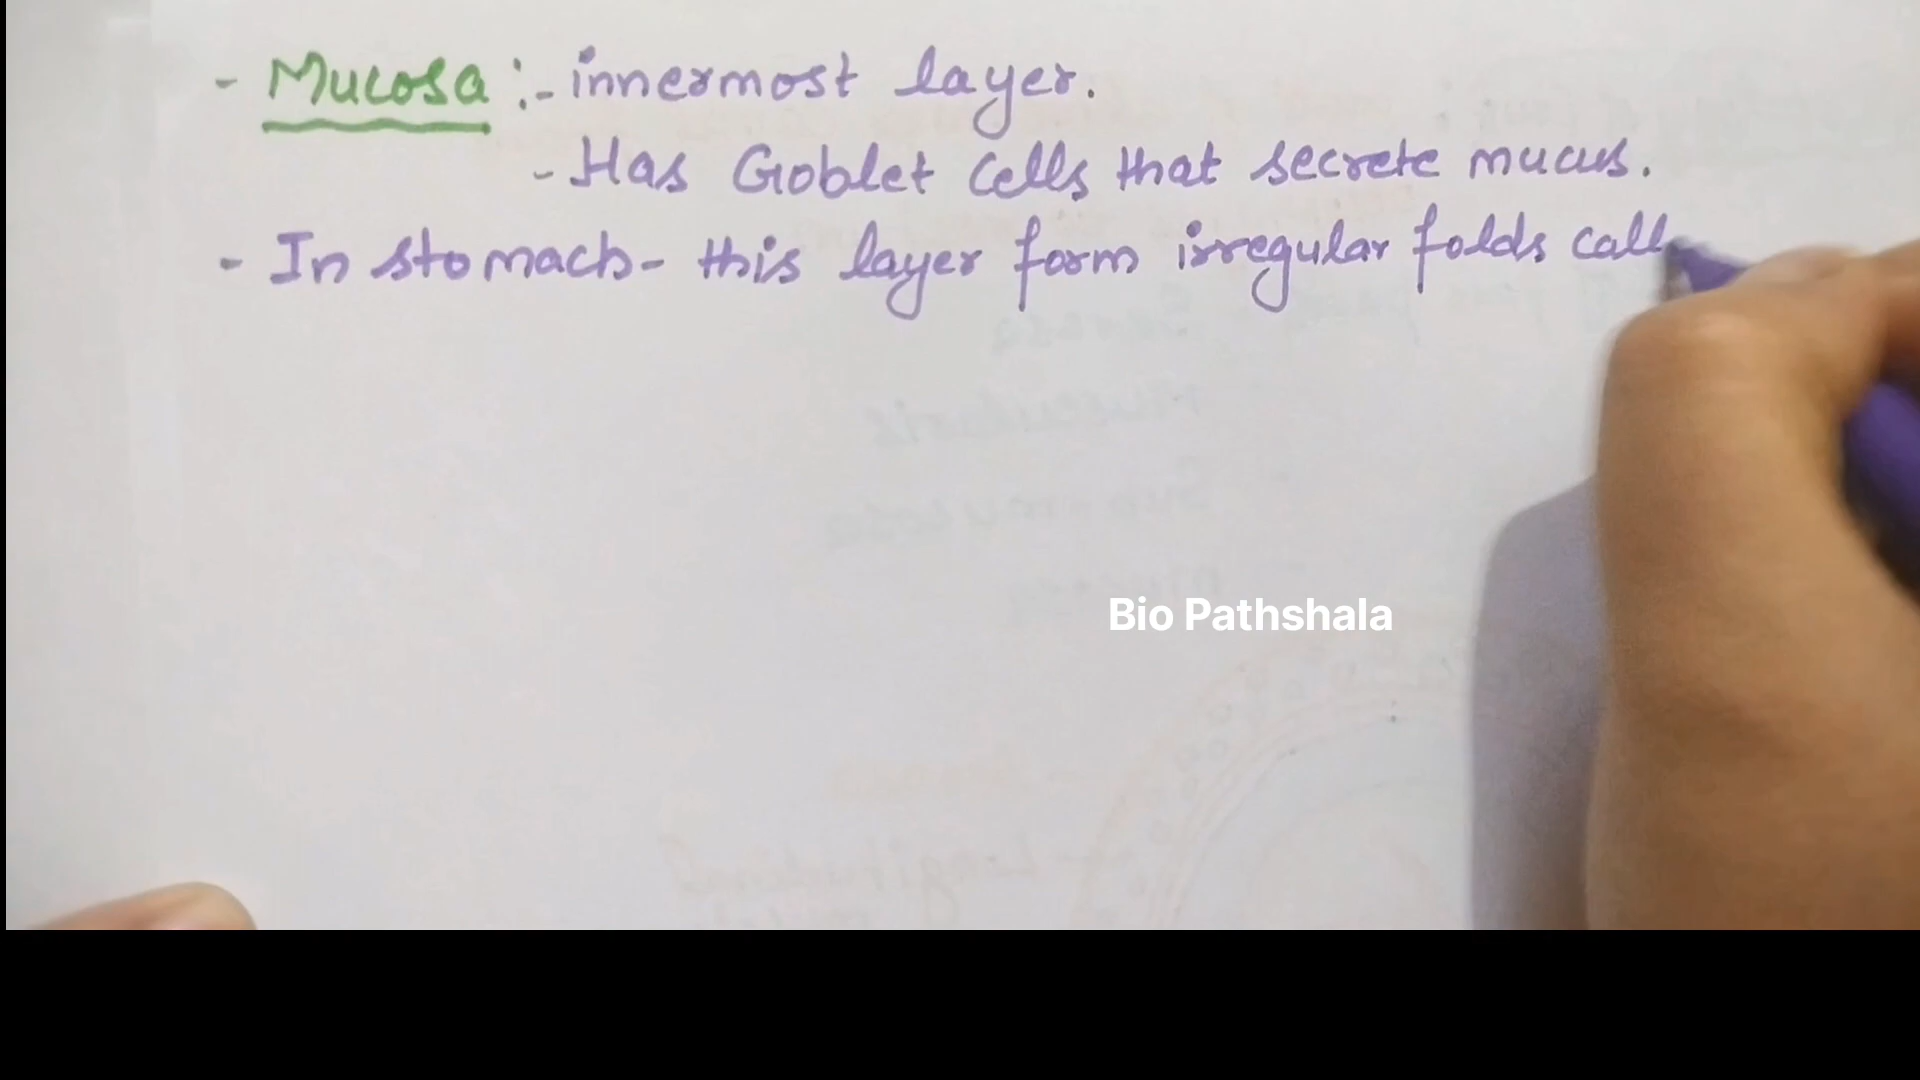 - Mucosa :- innermost layer.
- Has Goblet cells that secrete mucus.
- In stomach - this layer form irregular folds call
Bio Pathshala